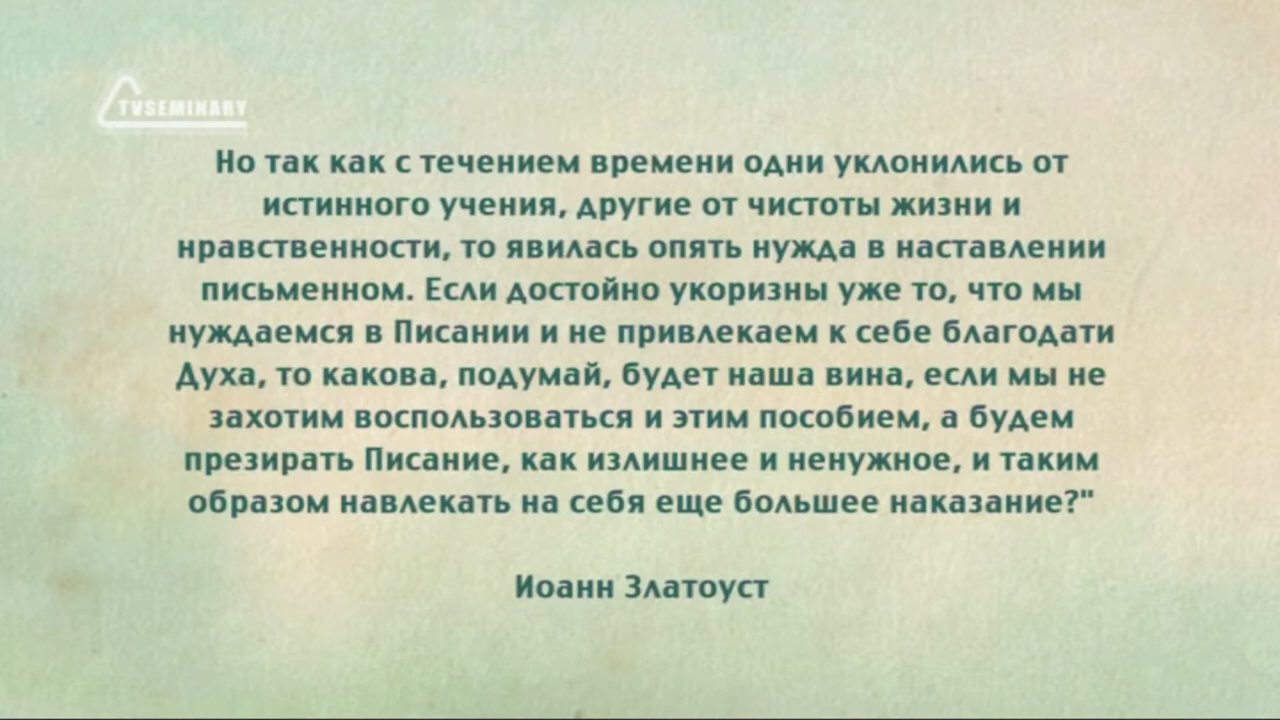 TVSEMINARY
Но так как с течением времени одни уклонились от
истинного учения, другие от чистоты жизни и
нравственности, то явилась опять нужда в наставлении
письменном. Если достойно укоризны уже то, что мы
нуждаемся в Писании и не привлекаем к себе благодати
Духа, то какова, подумай, будет наша вина, если мы не
захотим воспользоваться и этим пособием, а будем
презирать Писание, как излишнее и ненужное, и таким
образом навлекать на себя еще большее наказание?"
Иоанн Златоуст